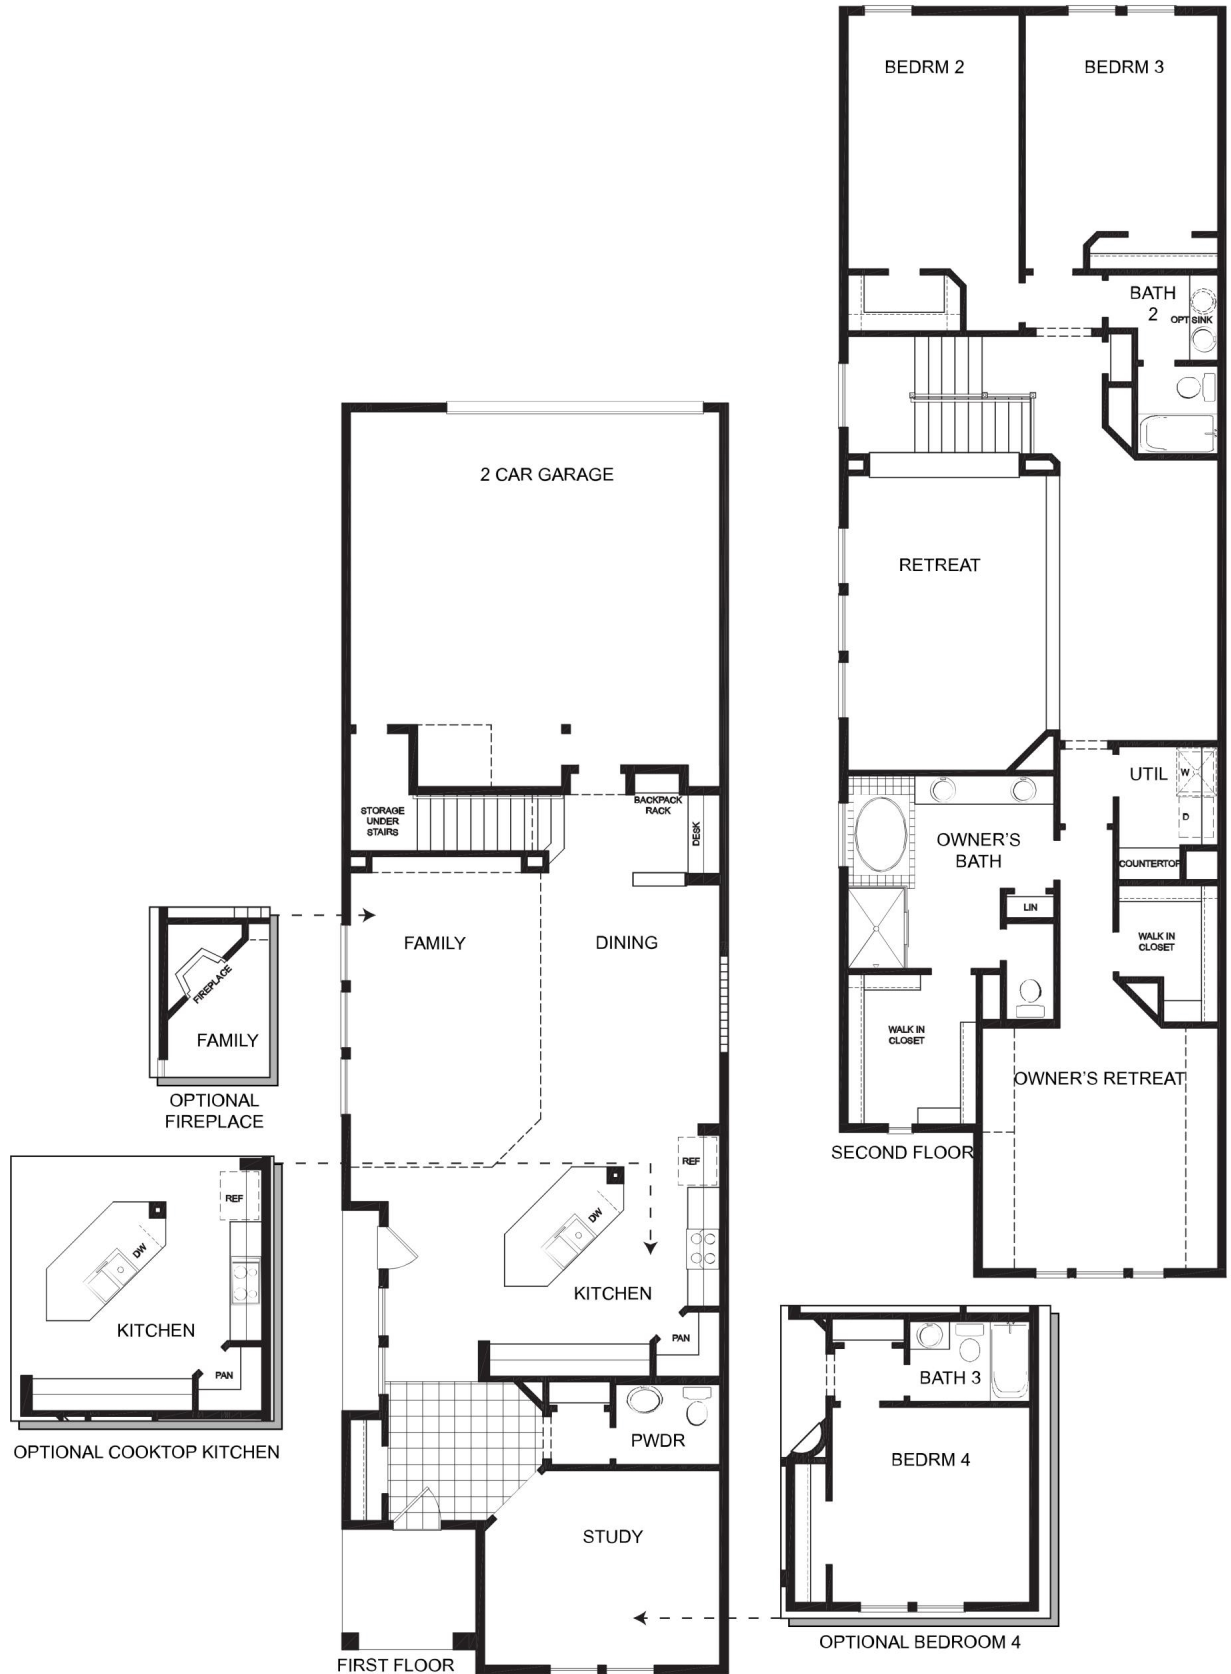 BEDRM 2
BEDRM 3
BATH
2
OPT SINK
RETREAT
UTIL
W
D
COUNTERTOP
OWNER'S
BATH
LIN
WALK IN
CLOSET
WALK IN
CLOSET
OWNER'S RETREAT
SECOND FLOOR
2 CAR GARAGE
STORAGE
UNDER
STAIRS
BACKPACK
RACK
DESK
FAMILY
DINING
REF
DW
KITCHEN
PAN
PWDR
STUDY
FIRST FLOOR
FIREPLACE
FAMILY
OPTIONAL
FIREPLACE
REF
DW
KITCHEN
PAN
OPTIONAL COOKTOP KITCHEN
BATH 3
BEDRM 4
OPTIONAL BEDROOM 4